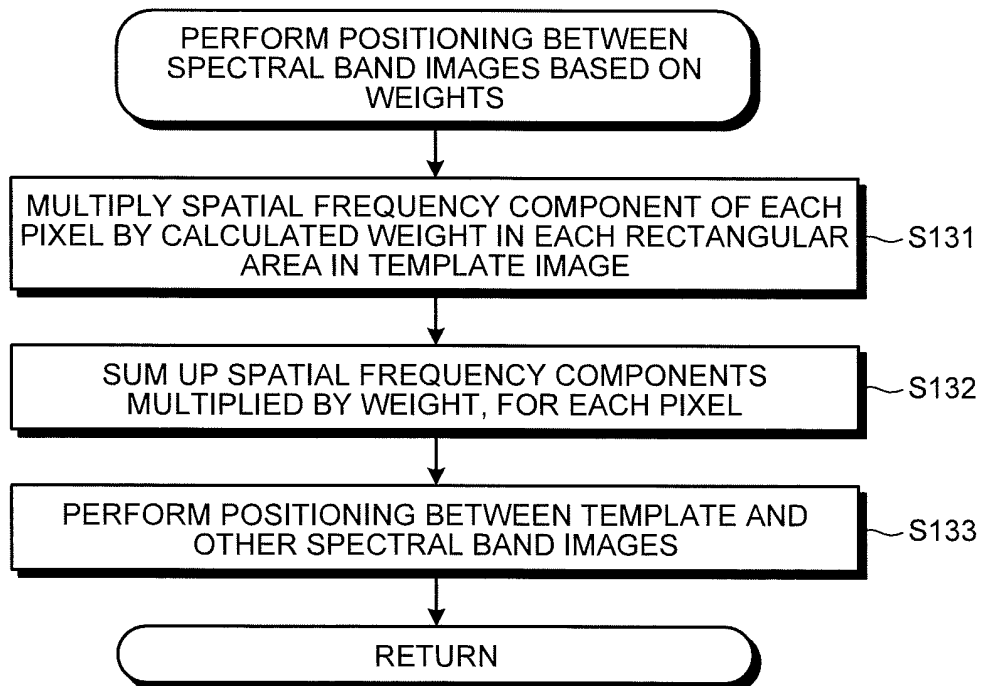 PERFORM POSITIONING BETWEEN
SPECTRAL BAND IMAGES BASED ON
WEIGHTS
MULTIPLY SPATIAL FREQUENCY COMPONENT OF EACH
PIXEL BY CALCULATED WEIGHT IN EACH RECTANGULAR
AREA IN TEMPLATE IMAGE
S131
SUM UP SPATIAL FREQUENCY COMPONENTS
MULTIPLIED BY WEIGHT, FOR EACH PIXEL
S132
PERFORM POSITIONING BETWEEN TEMPLATE AND
OTHER SPECTRAL BAND IMAGES
S133
RETURN